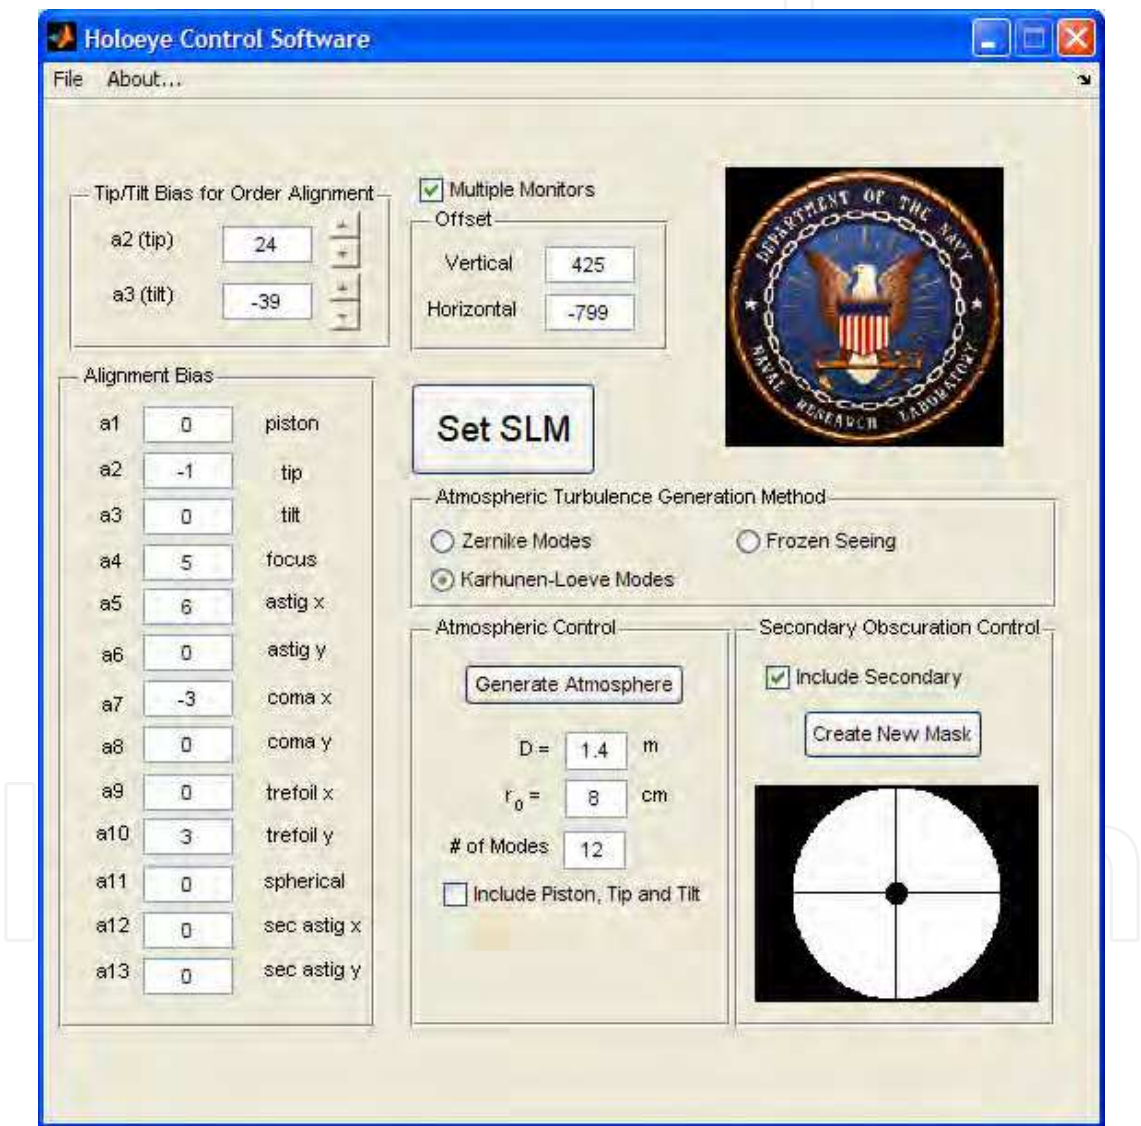 Holoeye Control Software
File About...
Tip/Tilt Bias for Order Alignment
a2 (tip) 24
a3 (tilt) -39
Multiple Monitors
Offset
Vertical 425
Horizontal -799
DEPARTMENT OF THE NAVY
NAVAL RESEARCH LABORATORY
Alignment Bias
a1 0 piston
a2 -1 tip
a3 0 tilt
a4 5 focus
a5 6 astig x
a6 0 astig y
a7 -3 coma x
a8 0 coma y
a9 0 trefoil x
a10 3 trefoil y
a11 0 spherical
a12 0 sec astig x
a13 0 sec astig y
Set SLM
Atmospheric Turbulence Generation Method
Zernike Modes Frozen Seeing
Karhunen-Loeve Modes
Atmospheric Control
Generate Atmosphere
D = 1.4 m
r0 = 8 cm
# of Modes 12
Include Piston, Tip and Tilt
Secondary Obscuration Control
Include Secondary
Create New Mask